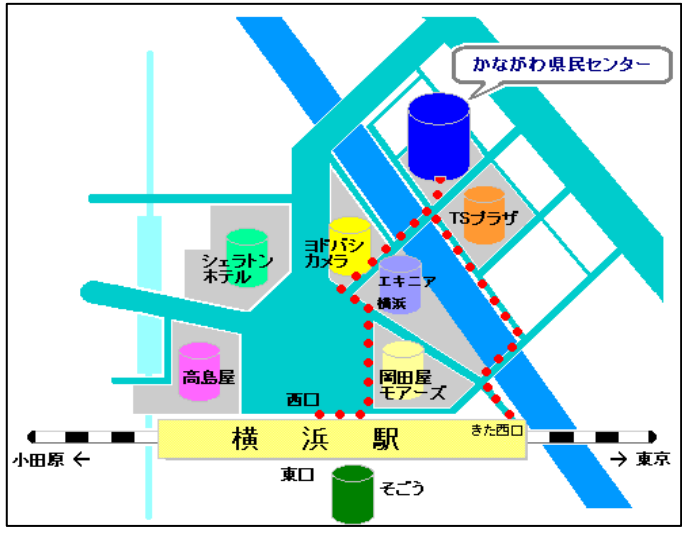 かながわ県民センター
TSプラザ
ヨドバシ
カメラ
シェラトン
ホテル
エキニア
横浜
高島屋
岡田屋
モアーズ
西口
きた西口
横浜駅
小田原 ←
→ 東京
東口
そごう